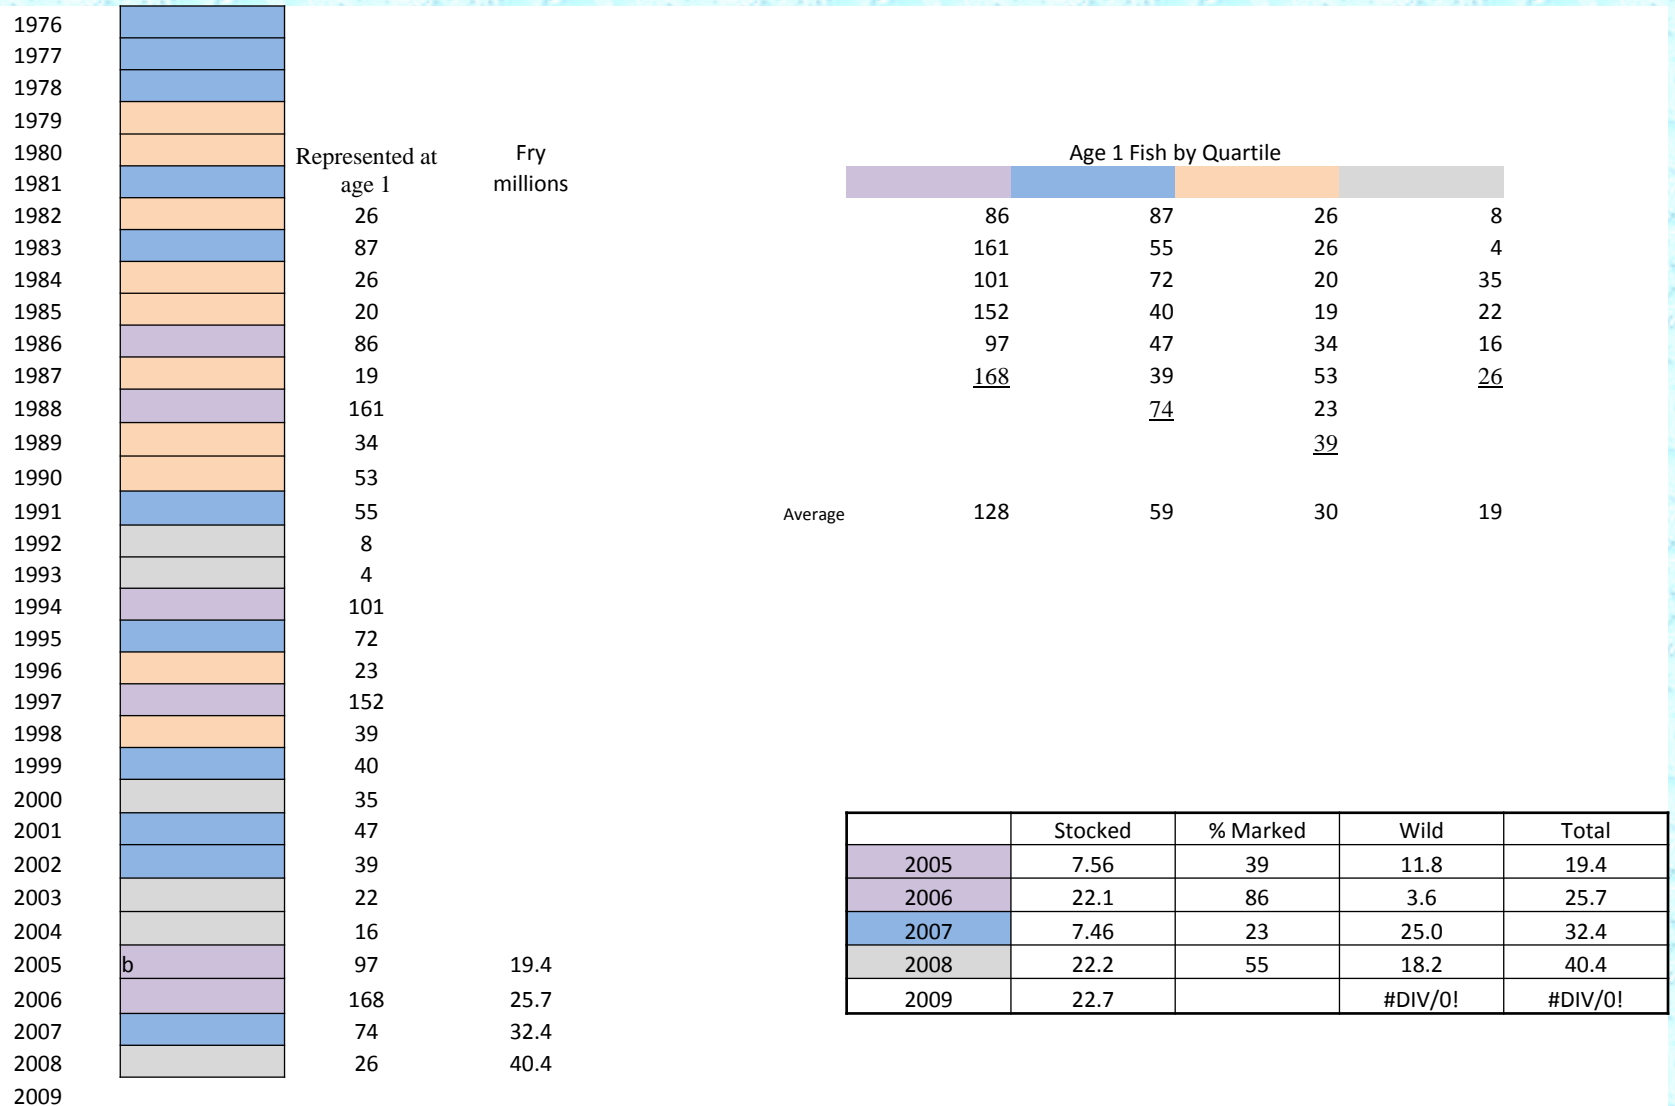 1976
1977
1978
1979
1980 Represented at Fry Age 1 Fish by Quartile
1981 age 1 millions
1982 26 86 87 26 8
1983 87 161 55 26 4
1984 26 101 72 20 35
1985 20 152 40 19 22
1986 86 97 47 34 16
1987 19 168 39 53 26
1988 161 74 23
1989 34 39
1990 53
1991 55 Average 128 59 30 19
1992 8
1993 4
1994 101
1995 72
1996 23
1997 152
1998 39
1999 40
2000 35
2001 47 Stocked % Marked Wild Total
2002 39 2005 7.56 39 11.8 19.4
2003 22 2006 22.1 86 3.6 25.7
2004 16 2007 7.46 23 25.0 32.4
2005 b 97 19.4 2008 22.2 55 18.2 40.4
2006 168 25.7 2009 22.7 #DIV/0! #DIV/0!
2007 74 32.4
2008 26 40.4
2009